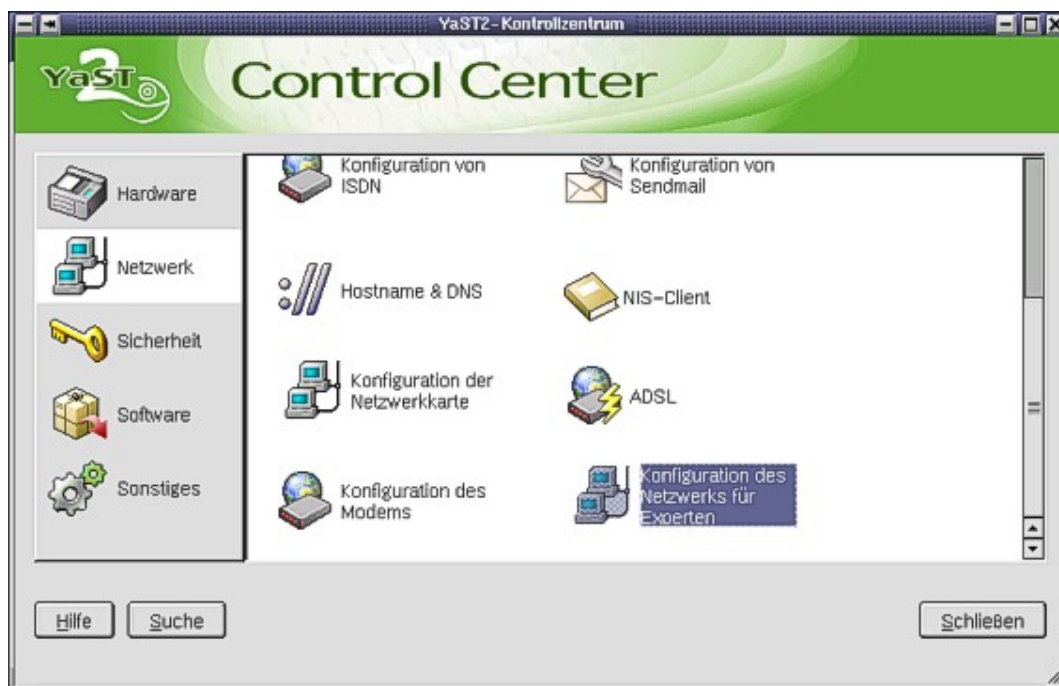 YaST2-Kontrollzentrum
YaST
2
Control Center
Hardware
Netzwerk
Sicherheit
Software
Sonstiges
Konfiguration von
ISDN
Konfiguration von
Sendmail
Hostname & DNS
NIS-Client
Konfiguration der
Netzwerkkarte
ADSL
Konfiguration des
Modems
Konfiguration des
Netzwerks für
Experten
Hilfe
Suche
Schließen